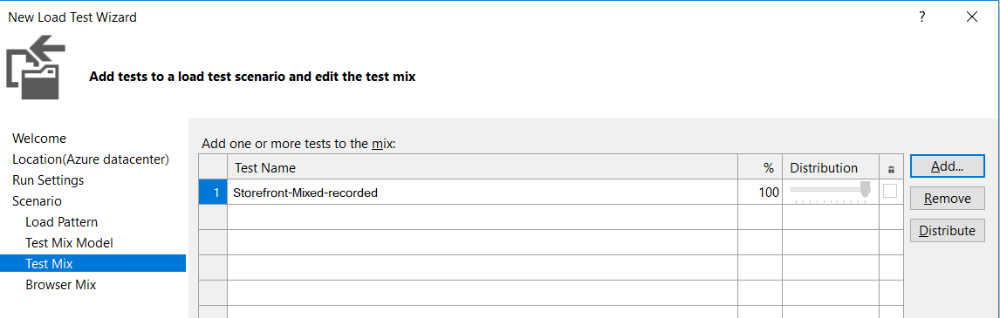 New Load Test Wizard
?
Add tests to a load test scenario and edit the test mix
Welcome
Location(Azure datacenter)
Run Settings
Scenario
Load Pattern
Test Mix Model
Test Mix
Browser Mix
Add one or more tests to the mix:
Test Name % Distribution
1 Storefront-Mixed-recorded 100
Add...
Remove
Distribute